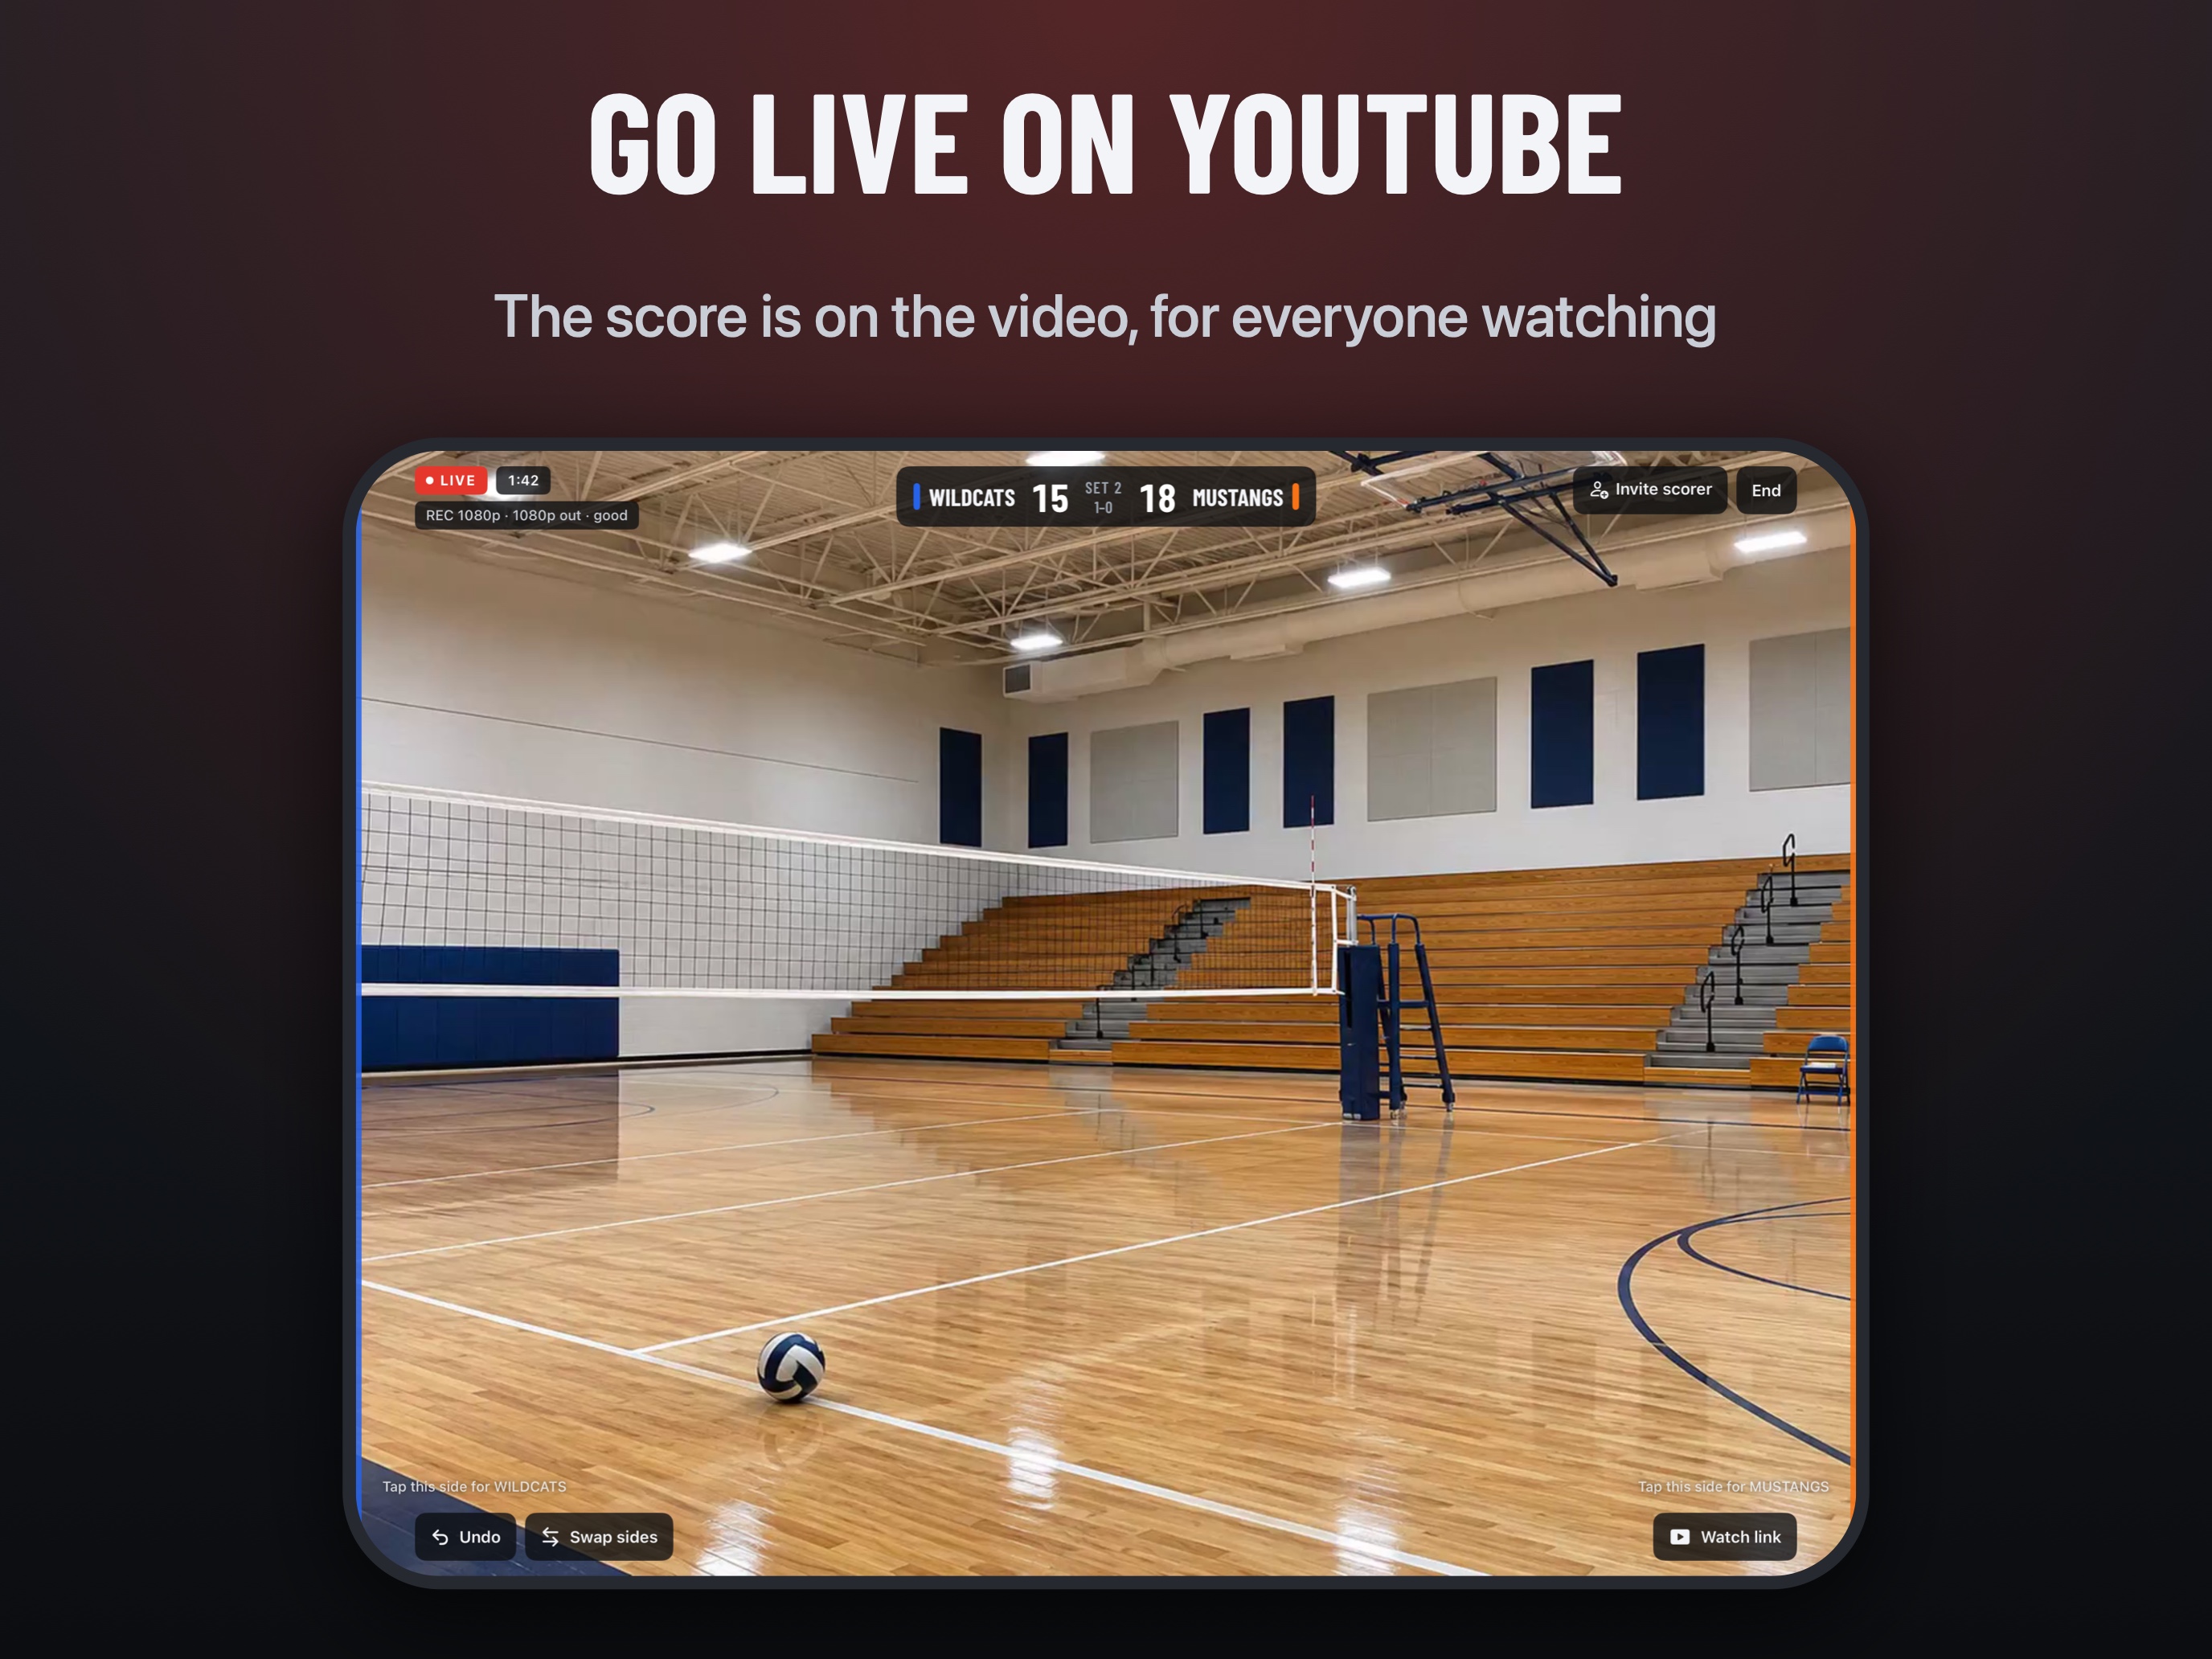 GO LIVE ON YOUTUBE
The score is on the video, for everyone watching
LIVE 1:42
REC 1080p · 1080p out · good
WILDCATS 15 SET 2 1-0 18 MUSTANGS
Invite scorer End
Tap this side for WILDCATS
Tap this side for MUSTANGS
Undo Swap sides
Watch link